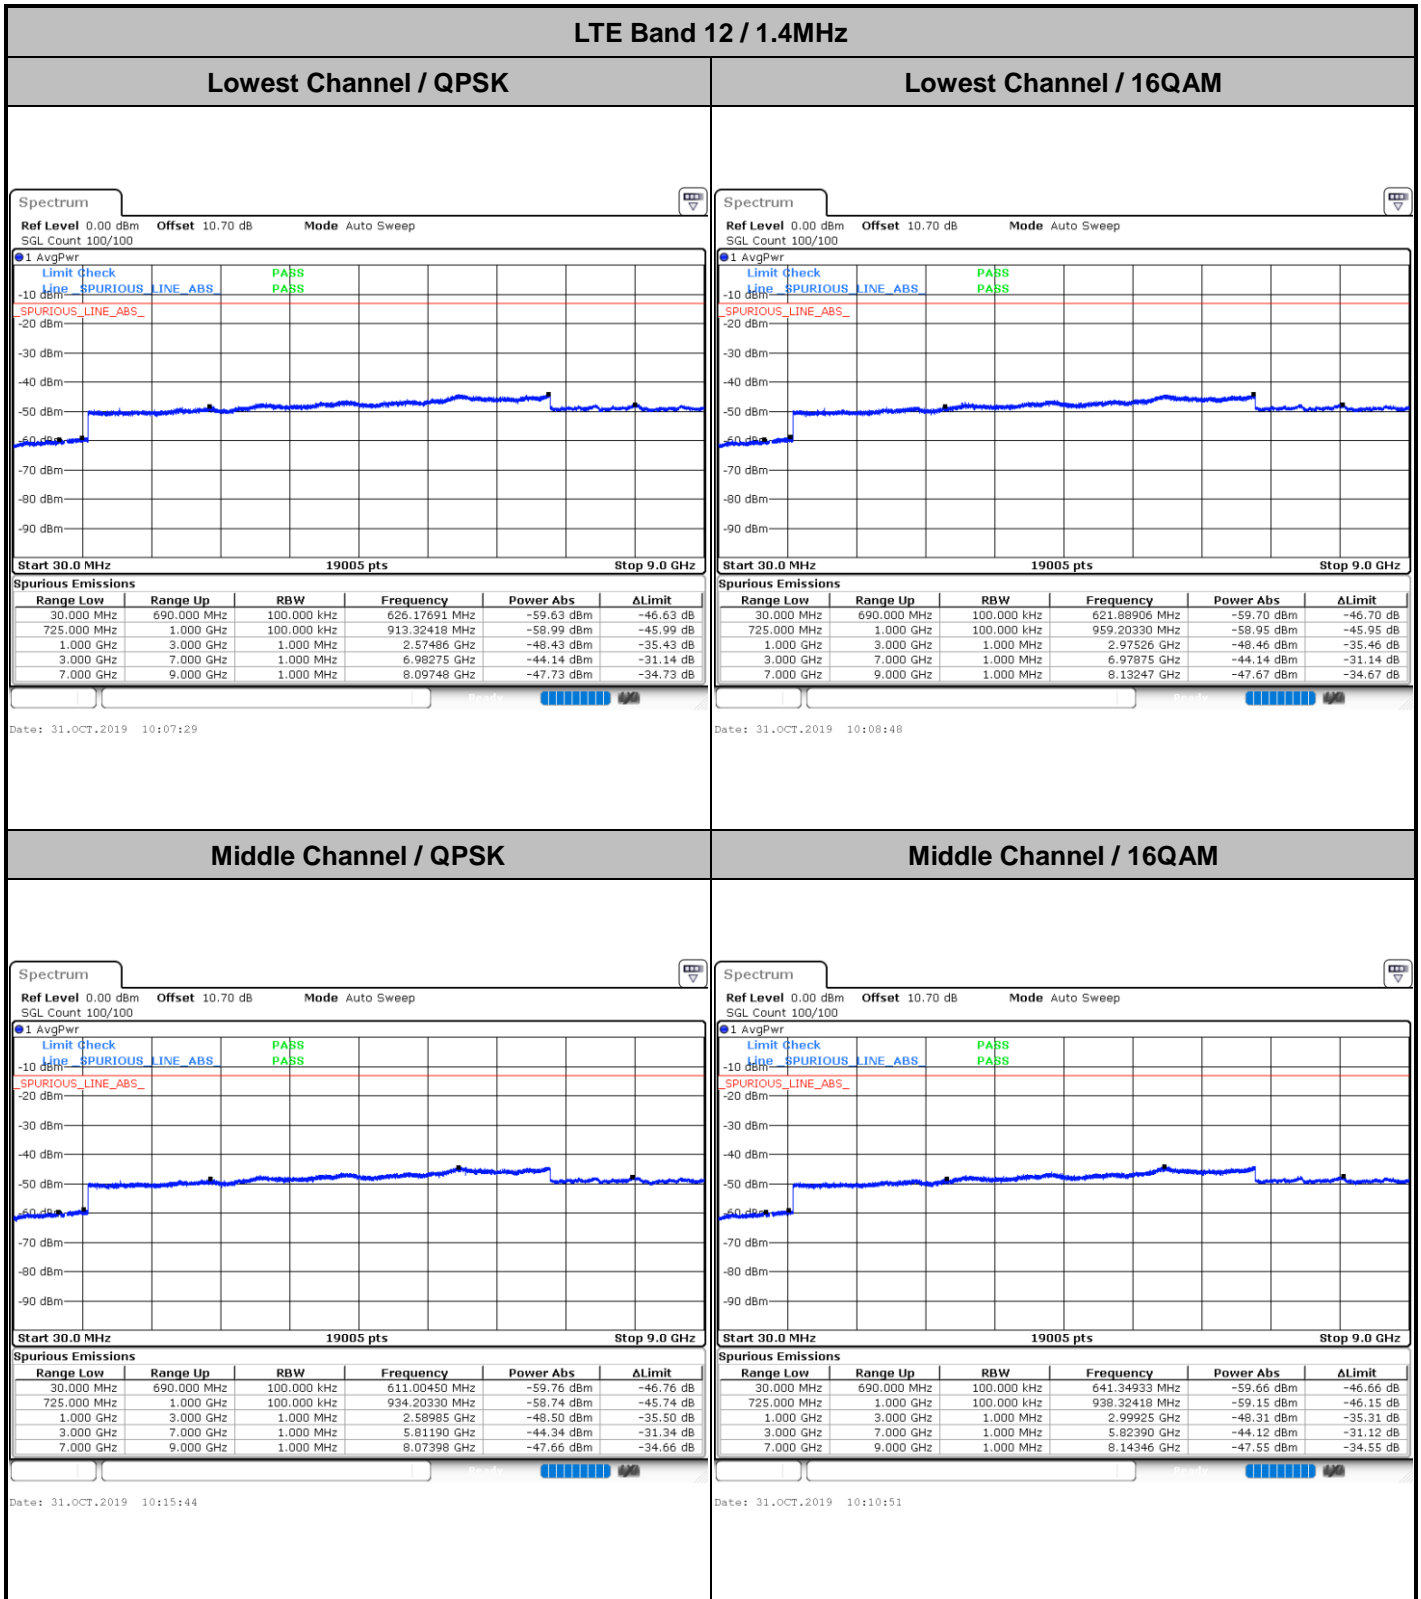 LTE Band 12 / 1.4MHz
Lowest Channel / QPSK
Lowest Channel / 16QAM
Spectrum
Ref Level 0.00 dBm Offset 10.70 dB Mode Auto Sweep
SGL Count 100/100
1 AvgPwr
Limit Check PASS
Line _SPURIOUS_LINE_ABS_ PASS
-10 dBm
_SPURIOUS_LINE_ABS_
-20 dBm
-30 dBm
-40 dBm
-50 dBm
-60 dBm
-70 dBm
-80 dBm
-90 dBm
Start 30.0 MHz 19005 pts Stop 9.0 GHz
Spurious Emissions
Range Low Range Up RBW Frequency Power Abs ΔLimit
30.000 MHz 690.000 MHz 100.000 kHz 626.17691 MHz -59.63 dBm -46.63 dB
725.000 MHz 1.000 GHz 100.000 kHz 913.32418 MHz -58.99 dBm -45.99 dB
1.000 GHz 3.000 GHz 1.000 MHz 2.57486 GHz -48.43 dBm -35.43 dB
3.000 GHz 7.000 GHz 1.000 MHz 6.98275 GHz -44.14 dBm -31.14 dB
7.000 GHz 9.000 GHz 1.000 MHz 8.09748 GHz -47.73 dBm -34.73 dB
Ready
Date: 31.OCT.2019 10:07:29
Spectrum
Ref Level 0.00 dBm Offset 10.70 dB Mode Auto Sweep
SGL Count 100/100
1 AvgPwr
Limit Check PASS
Line _SPURIOUS_LINE_ABS_ PASS
-10 dBm
_SPURIOUS_LINE_ABS_
-20 dBm
-30 dBm
-40 dBm
-50 dBm
-60 dBm
-70 dBm
-80 dBm
-90 dBm
Start 30.0 MHz 19005 pts Stop 9.0 GHz
Spurious Emissions
Range Low Range Up RBW Frequency Power Abs ΔLimit
30.000 MHz 690.000 MHz 100.000 kHz 621.88906 MHz -59.70 dBm -46.70 dB
725.000 MHz 1.000 GHz 100.000 kHz 959.20330 MHz -58.95 dBm -45.95 dB
1.000 GHz 3.000 GHz 1.000 MHz 2.97526 GHz -48.46 dBm -35.46 dB
3.000 GHz 7.000 GHz 1.000 MHz 6.97875 GHz -44.14 dBm -31.14 dB
7.000 GHz 9.000 GHz 1.000 MHz 8.13247 GHz -47.67 dBm -34.67 dB
Ready
Date: 31.OCT.2019 10:08:48
Middle Channel / QPSK
Middle Channel / 16QAM
Spectrum
Ref Level 0.00 dBm Offset 10.70 dB Mode Auto Sweep
SGL Count 100/100
1 AvgPwr
Limit Check PASS
Line _SPURIOUS_LINE_ABS_ PASS
-10 dBm
_SPURIOUS_LINE_ABS_
-20 dBm
-30 dBm
-40 dBm
-50 dBm
-60 dBm
-70 dBm
-80 dBm
-90 dBm
Start 30.0 MHz 19005 pts Stop 9.0 GHz
Spurious Emissions
Range Low Range Up RBW Frequency Power Abs ΔLimit
30.000 MHz 690.000 MHz 100.000 kHz 611.00450 MHz -59.76 dBm -46.76 dB
725.000 MHz 1.000 GHz 100.000 kHz 934.20330 MHz -58.74 dBm -45.74 dB
1.000 GHz 3.000 GHz 1.000 MHz 2.58985 GHz -48.50 dBm -35.50 dB
3.000 GHz 7.000 GHz 1.000 MHz 5.81190 GHz -44.34 dBm -31.34 dB
7.000 GHz 9.000 GHz 1.000 MHz 8.07398 GHz -47.66 dBm -34.66 dB
Ready
Date: 31.OCT.2019 10:15:44
Spectrum
Ref Level 0.00 dBm Offset 10.70 dB Mode Auto Sweep
SGL Count 100/100
1 AvgPwr
Limit Check PASS
Line _SPURIOUS_LINE_ABS_ PASS
-10 dBm
_SPURIOUS_LINE_ABS_
-20 dBm
-30 dBm
-40 dBm
-50 dBm
-60 dBm
-70 dBm
-80 dBm
-90 dBm
Start 30.0 MHz 19005 pts Stop 9.0 GHz
Spurious Emissions
Range Low Range Up RBW Frequency Power Abs ΔLimit
30.000 MHz 690.000 MHz 100.000 kHz 641.34933 MHz -59.66 dBm -46.66 dB
725.000 MHz 1.000 GHz 100.000 kHz 938.32418 MHz -59.15 dBm -46.15 dB
1.000 GHz 3.000 GHz 1.000 MHz 2.99925 GHz -48.31 dBm -35.31 dB
3.000 GHz 7.000 GHz 1.000 MHz 5.82390 GHz -44.12 dBm -31.12 dB
7.000 GHz 9.000 GHz 1.000 MHz 8.14346 GHz -47.55 dBm -34.55 dB
Ready
Date: 31.OCT.2019 10:10:51